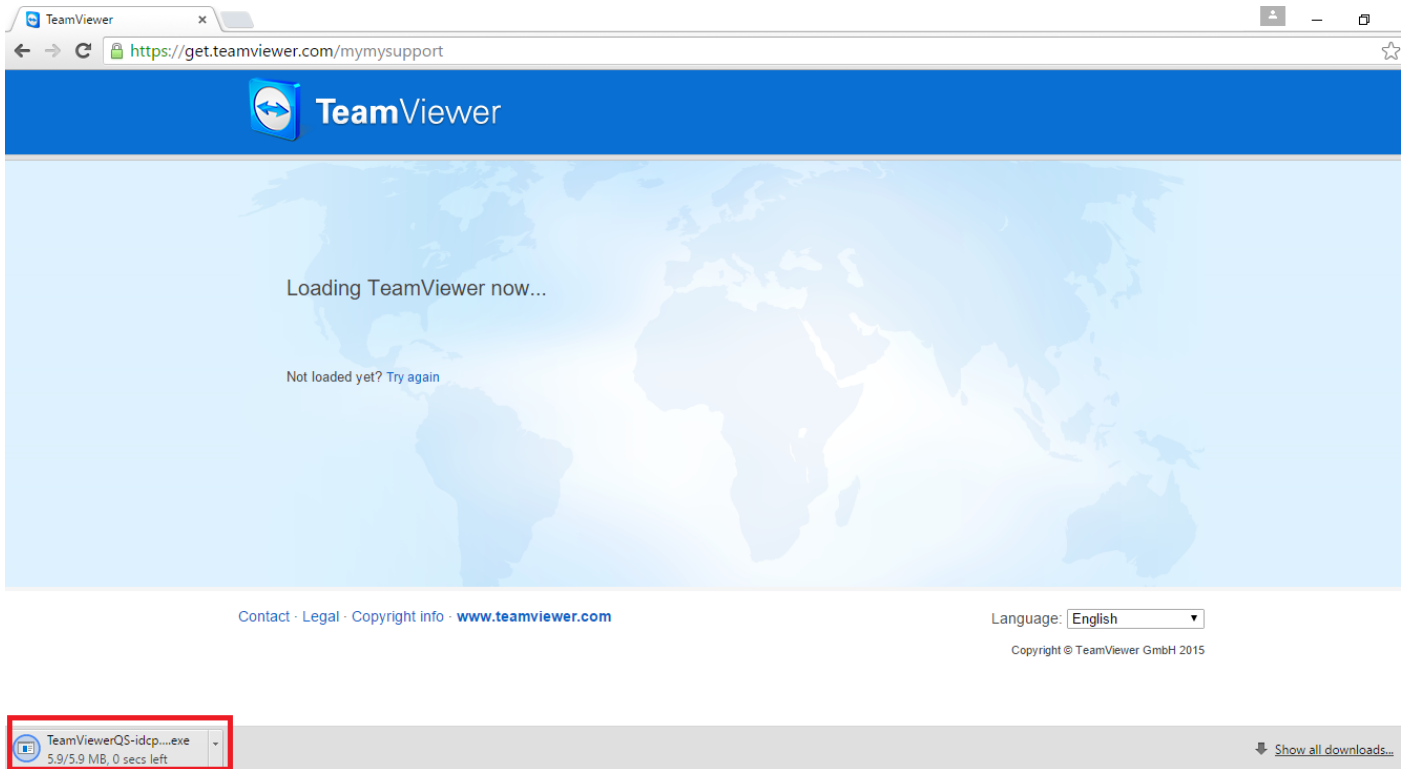 TeamViewer
https://get.teamviewer.com/mymysupport
TeamViewer
Loading TeamViewer now...
Not loaded yet? Try again
Contact · Legal · Copyright info · www.teamviewer.com
Language: English
Copyright © TeamViewer GmbH 2015
TeamViewerQS-idcp....exe
5.9/5.9 MB, 0 secs left
Show all downloads...